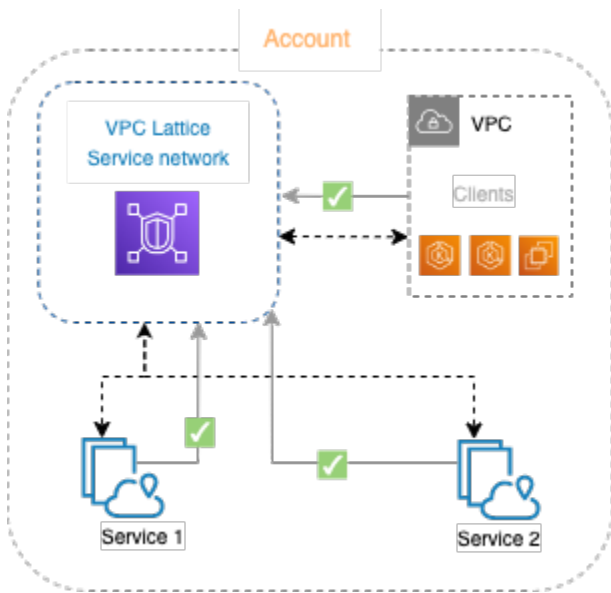 Account
VPC Lattice
Service network
VPC
Clients
Service 1
Service 2